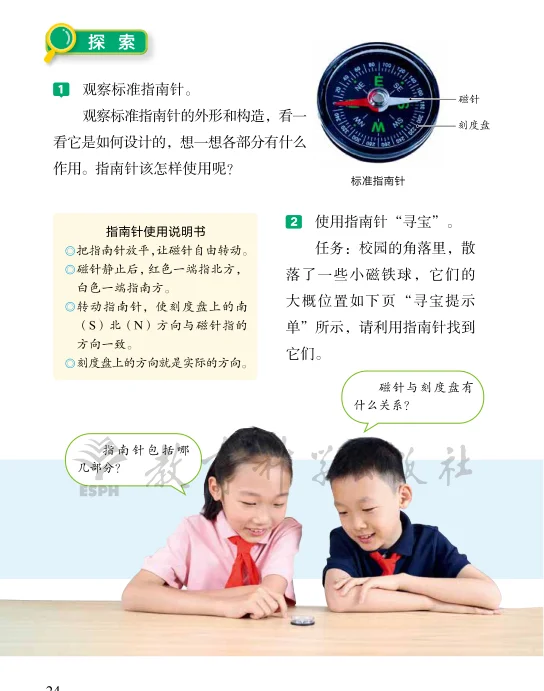 探 索
1 观察标准指南针。
观察标准指南针的外形和构造，看一
看它是如何设计的，想一想各部分有什么
作用。指南针该怎样使用呢？
N
NE
E
SE
S
SW
W
磁针
刻度盘
标准指南针
指南针使用说明书
◎把指南针放平，让磁针自由转动。
◎磁针静止后，红色一端指北方，
白色一端指南方。
◎转动指南针，使刻度盘上的南
（S）北（N）方向与磁针指的
方向一致。
◎刻度盘上的方向就是实际的方向。
2 使用指南针“寻宝”。
任务：校园的角落里，散
落了一些小磁铁球，它们的
大概位置如下页“寻宝提示
单”所示，请利用指南针找到
它们。
磁针与刻度盘有
什么关系？
指南针包括哪
几部分？
ESPH
教育科学出版社
24